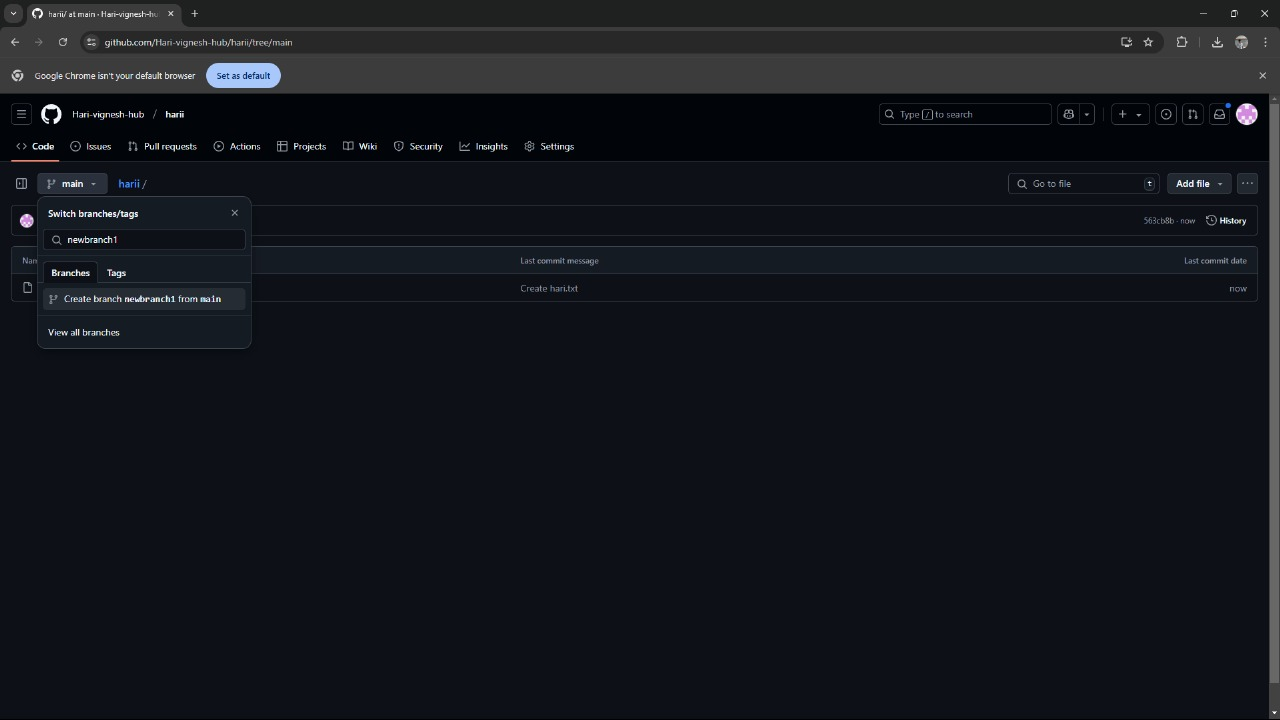 harii/ at main · Hari-vignesh-hu
github.com/Hari-vignesh-hub/harii/tree/main
Google Chrome isn't your default browser Set as default
Hari-vignesh-hub / harii Type / to search
Code Issues Pull requests Actions Projects Wiki Security Insights Settings
main harii / Go to file t Add file
Switch branches/tags
563cb8b · now History
newbranch1
Nam Last commit message Last commit date
Branches Tags
Create hari.txt now
Create branch newbranch1 from main
View all branches